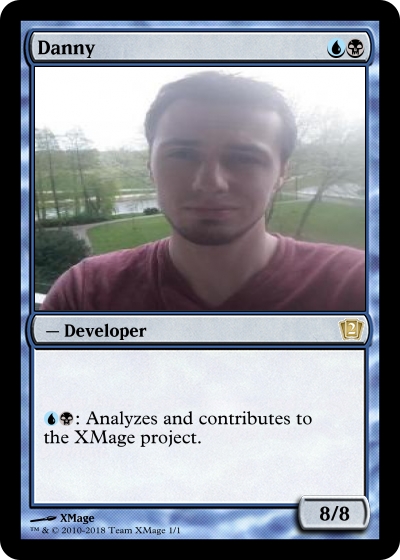 Danny
— Developer
: Analyzes and contributes to
the XMage project.
8/8
XMage
™ & © 2010-2018 Team XMage 1/1